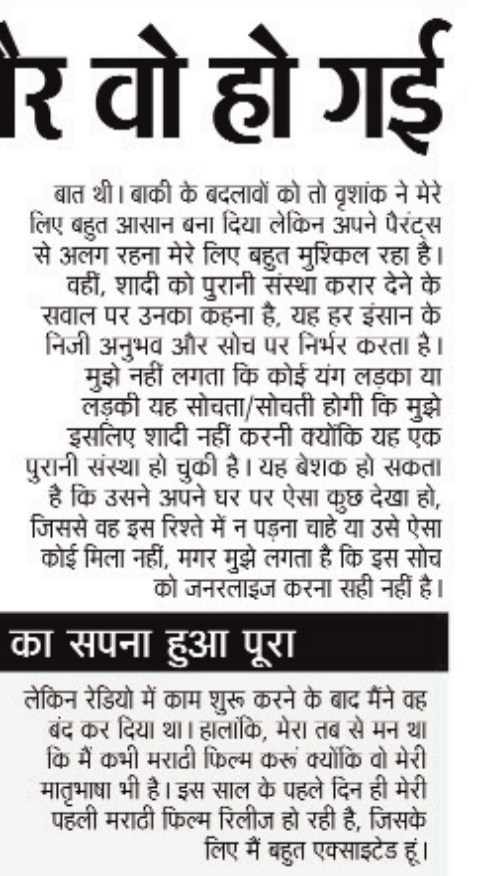 र वो हो गई
बात थी। बाकी के बदलावों को तो वृशांक ने मेरे
लिए बहुत आसान बना दिया लेकिन अपने पैरंट्स
से अलग रहना मेरे लिए बहुत मुश्किल रहा है।
वहीं, शादी को पुरानी संस्था करार देने के
सवाल पर उनका कहना है, यह हर इंसान के
निजी अनुभव और सोच पर निर्भर करता है।
मुझे नहीं लगता कि कोई यंग लड़का या
लड़की यह सोचता/सोचती होगी कि मुझे
इसलिए शादी नहीं करनी क्योंकि यह एक
पुरानी संस्था हो चुकी है। यह बेशक हो सकता
है कि उसने अपने घर पर ऐसा कुछ देखा हो,
जिससे वह इस रिश्ते में न पड़ना चाहे या उसे ऐसा
कोई मिला नहीं, मगर मुझे लगता है कि इस सोच
को जनरलाइज करना सही नहीं है।
का सपना हुआ पूरा
लेकिन रेडियो में काम शुरू करने के बाद मैंने वह
बंद कर दिया था। हालांकि, मेरा तब से मन था
कि मैं कभी मराठी फिल्म करूं क्योंकि वो मेरी
मातृभाषा भी है। इस साल के पहले दिन ही मेरी
पहली मराठी फिल्म रिलीज हो रही है, जिसके
लिए मैं बहुत एक्साइटेड हूं।